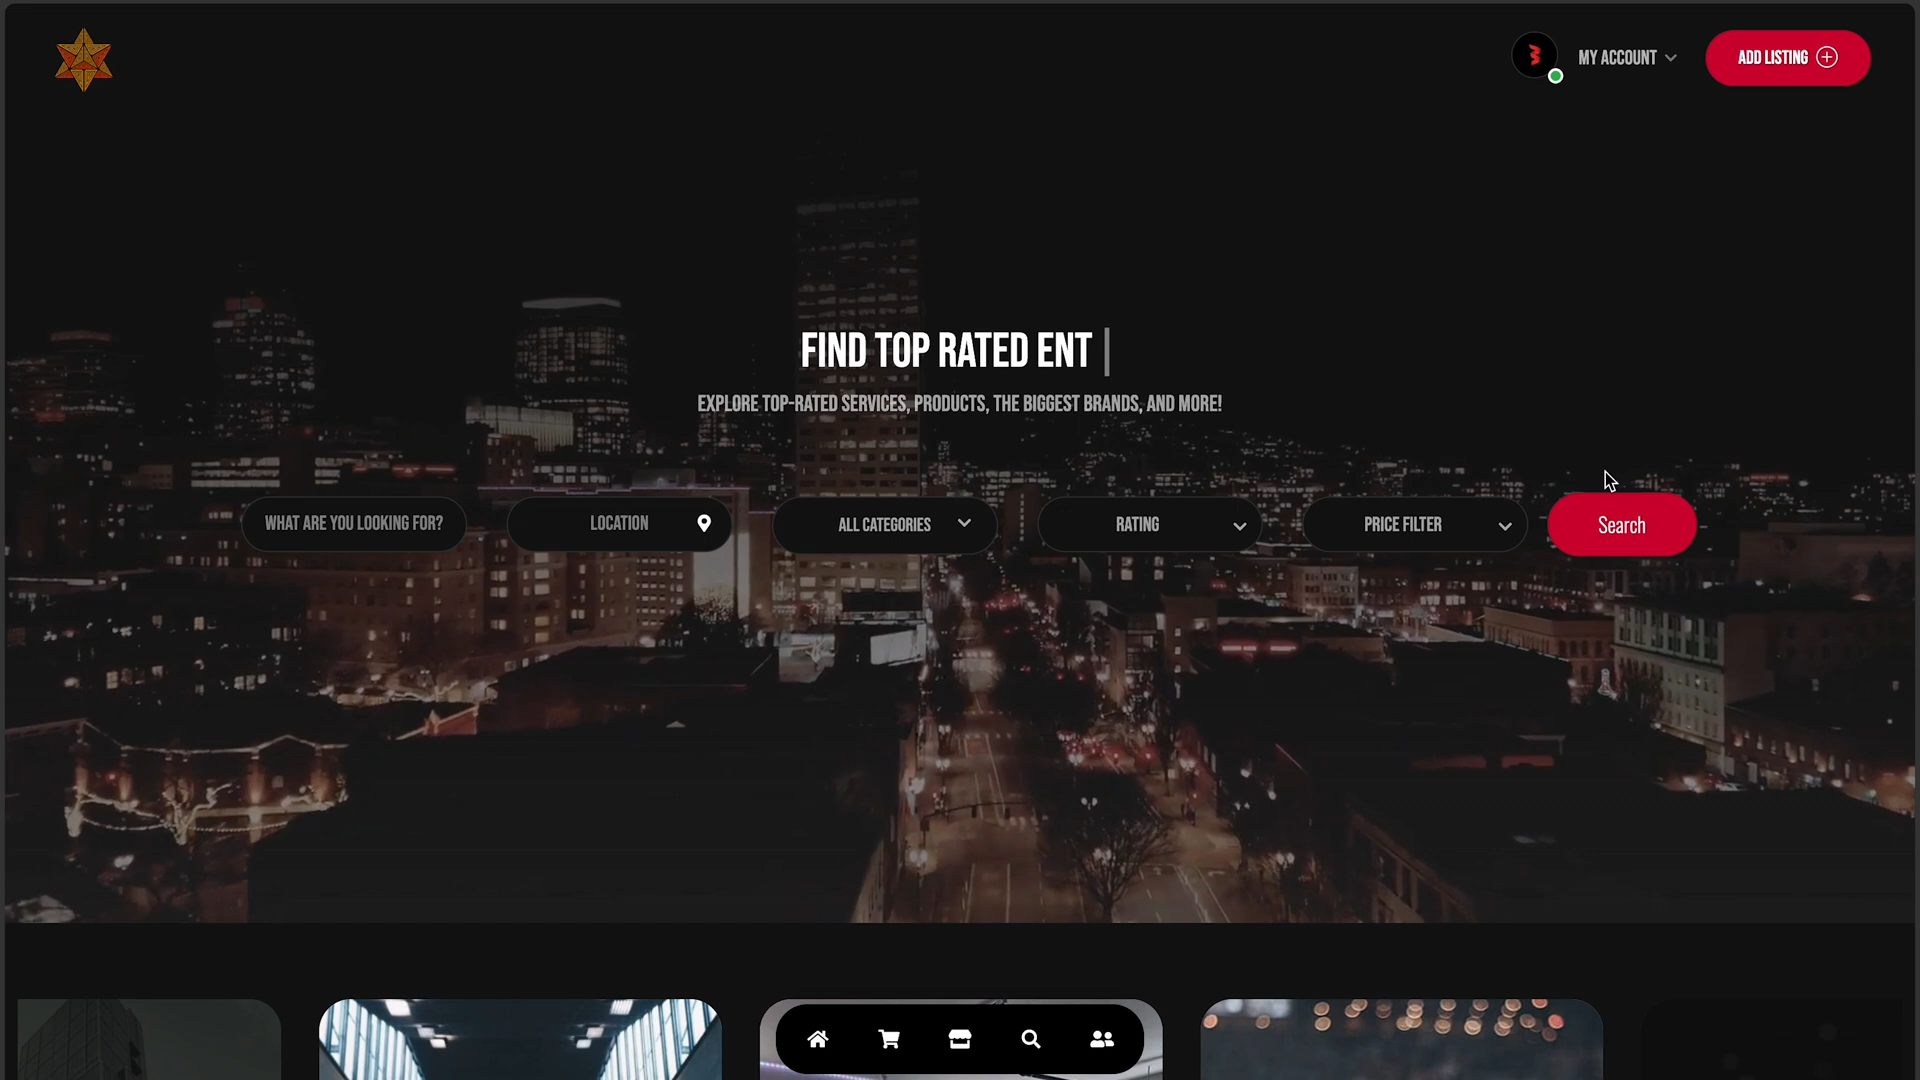 MY ACCOUNT
ADD LISTING
FIND TOP RATED ENT
EXPLORE TOP-RATED SERVICES, PRODUCTS, THE BIGGEST BRANDS, AND MORE!
WHAT ARE YOU LOOKING FOR?
LOCATION
ALL CATEGORIES
RATING
PRICE FILTER
Search